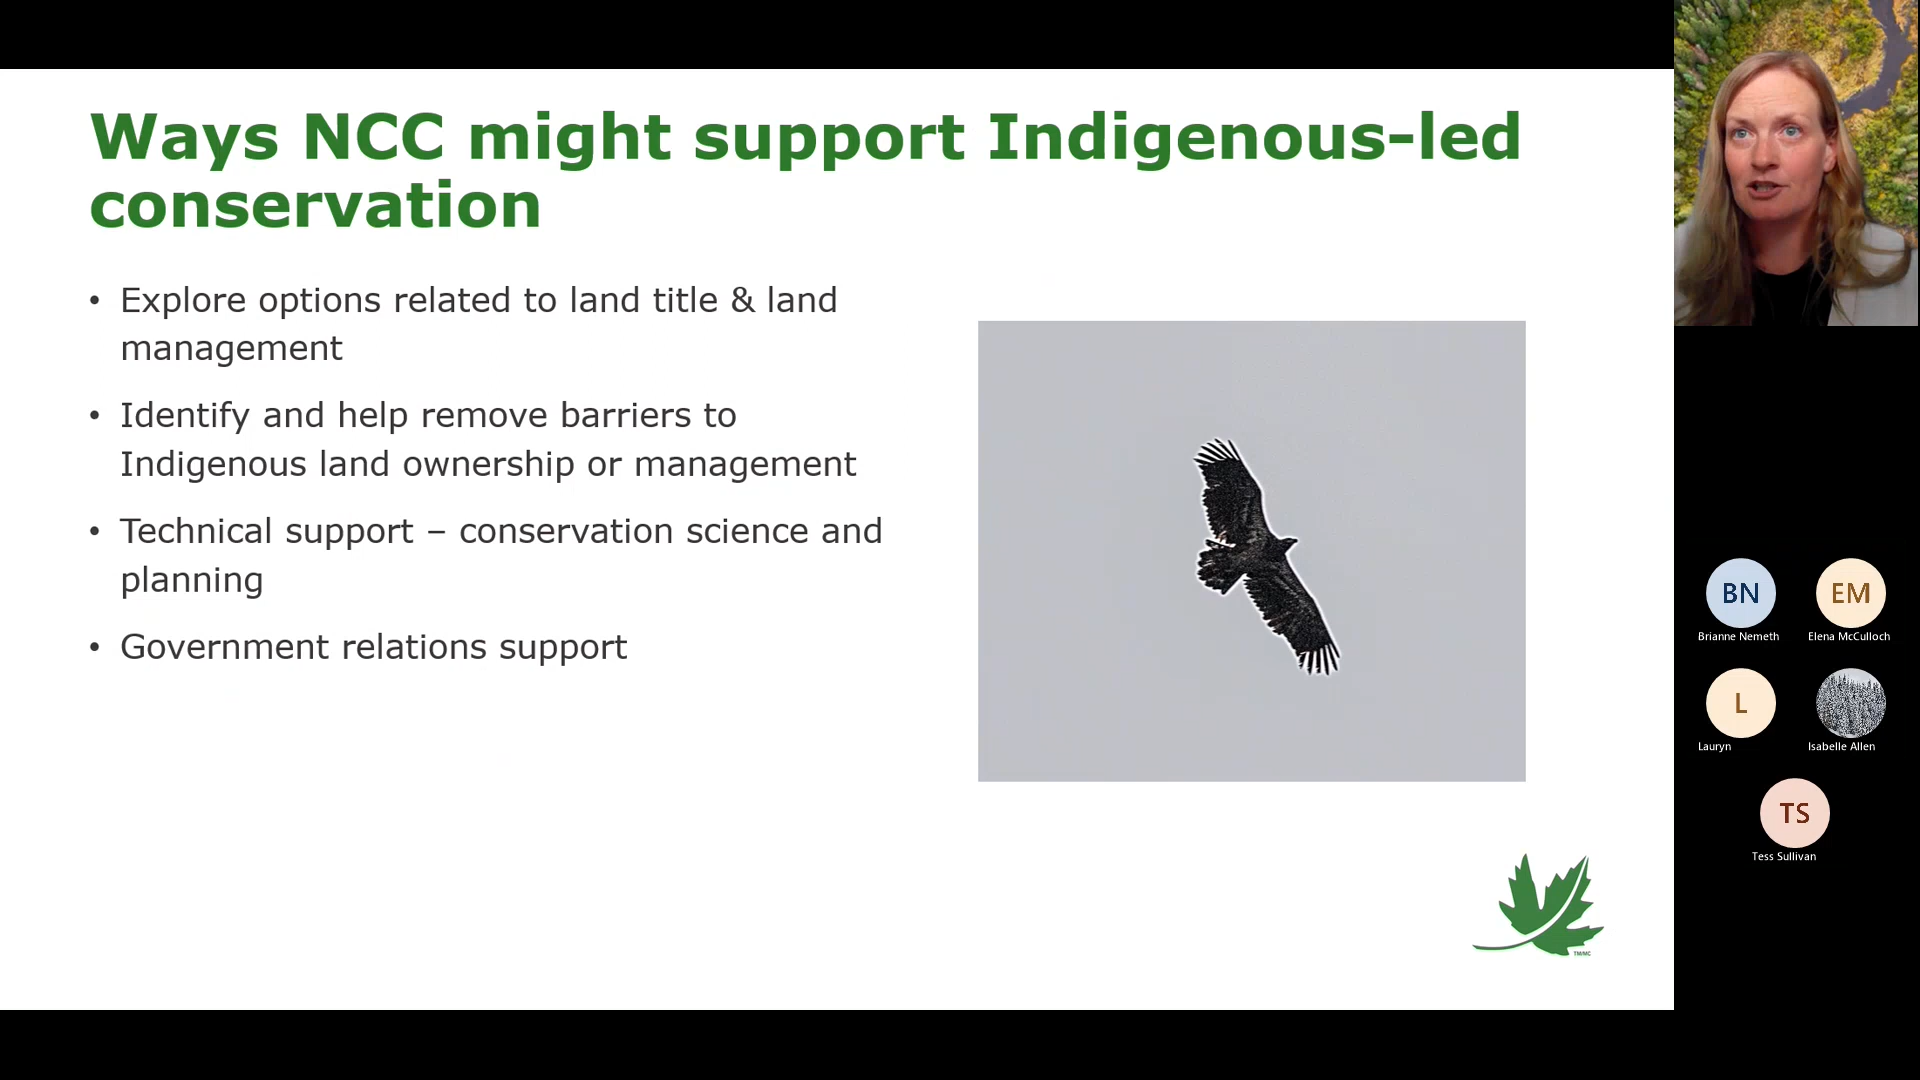 Ways NCC might support Indigenous-led
conservation
• Explore options related to land title & land
management
• Identify and help remove barriers to
Indigenous land ownership or management
• Technical support – conservation science and
planning
• Government relations support
TM/MC
BN
Brianne Nemeth
EM
Elena McCulloch
L
Lauryn
Isabelle Allen
TS
Tess Sullivan